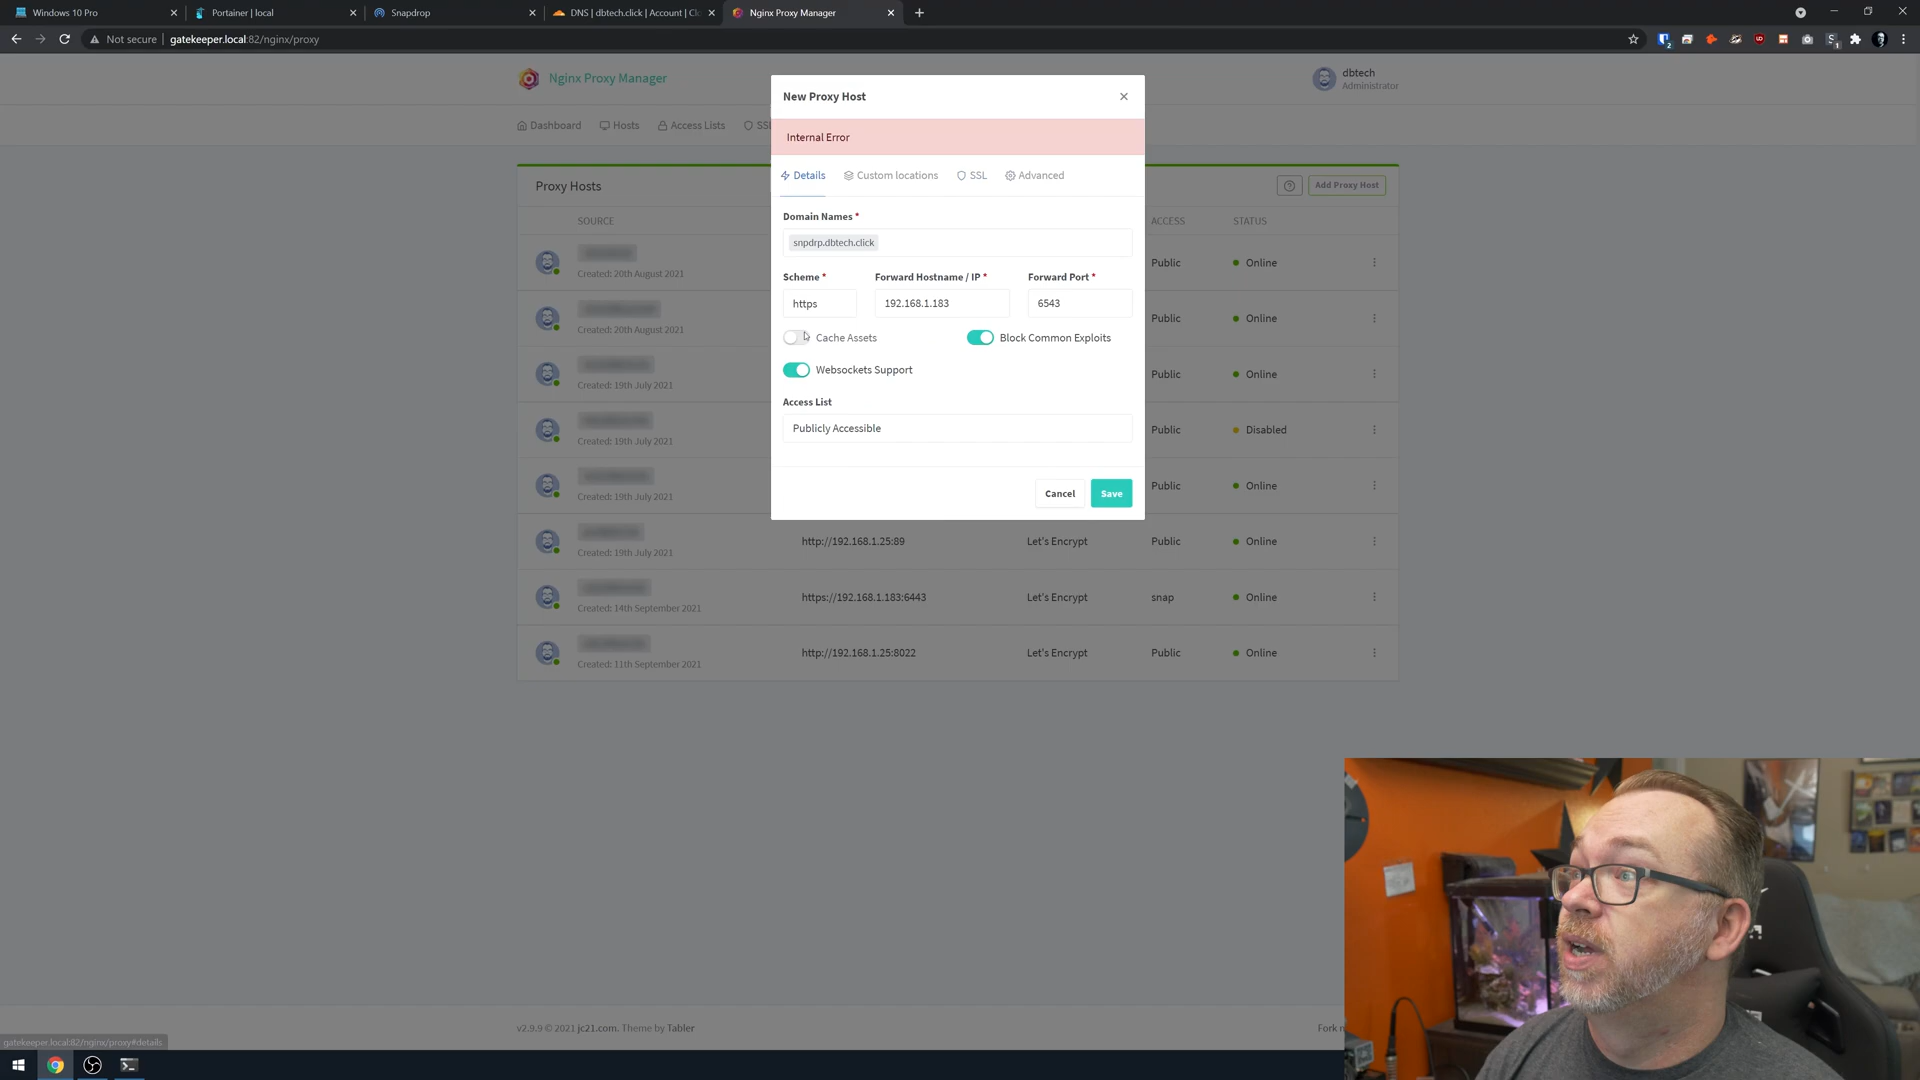 Windows 10 Pro
Portainer | local
Snapdrop
DNS | dbtech.click | Account | Cl
Nginx Proxy Manager
Not secure
gatekeeper.local:82/nginx/proxy
Nginx Proxy Manager
dbtech
Administrator
Dashboard
Hosts
Access Lists
SS
New Proxy Host
Internal Error
Details
Custom locations
SSL
Advanced
Domain Names *
snpdrp.dbtech.click
Scheme *
Forward Hostname / IP *
Forward Port *
https
192.168.1.183
6543
Cache Assets
Block Common Exploits
Websockets Support
Access List
Publicly Accessible
Cancel
Save
Proxy Hosts
Add Proxy Host
SOURCE
ACCESS
STATUS
Created: 20th August 2021
Public
Online
Created: 20th August 2021
Public
Online
Created: 19th July 2021
Public
Online
Created: 19th July 2021
Public
Disabled
Created: 19th July 2021
Public
Online
Created: 19th July 2021
http://192.168.1.25:89
Let's Encrypt
Public
Online
Created: 14th September 2021
https://192.168.1.183:6443
Let's Encrypt
snap
Online
Created: 11th September 2021
http://192.168.1.25:8022
Let's Encrypt
Public
Online
v2.9.9 © 2021 jc21.com. Theme by Tabler
Fork
gatekeeper.local:82/nginx/proxy#details